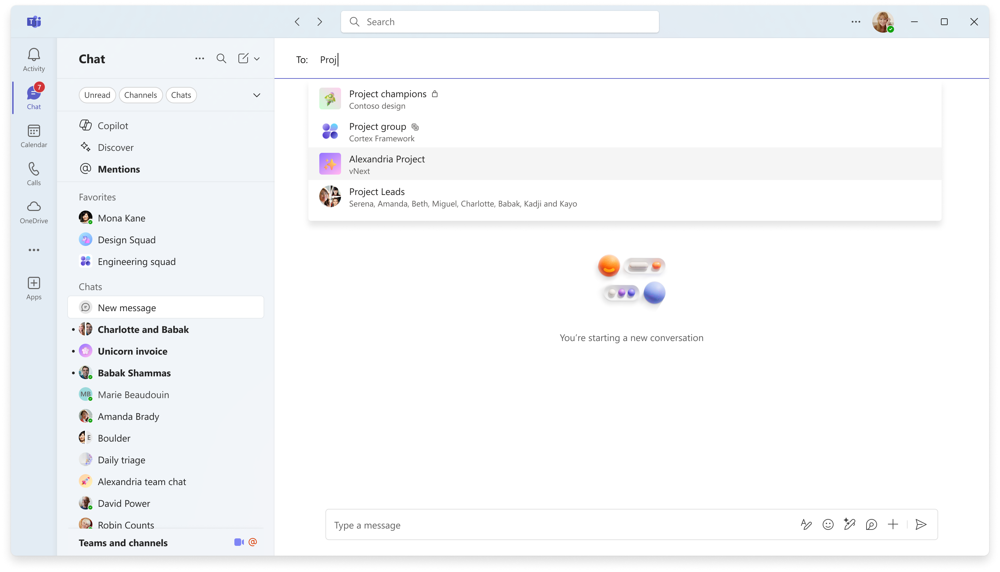 T
Search
Activity
7
Chat
Calendar
Calls
OneDrive
Apps
Chat
Unread
Channels
Chats
Copilot
Discover
Mentions
Favorites
Mona Kane
Design Squad
Engineering squad
Chats
New message
Charlotte and Babak
Unicorn invoice
Babak Shammas
MB
Marie Beaudouin
Amanda Brady
E
Boulder
Daily triage
Alexandria team chat
David Power
Robin Counts
Teams and channels
To: Proj
Project champions
Contoso design
Project group
Cortex Framework
Alexandria Project
vNext
Project Leads
Serena, Amanda, Beth, Miguel, Charlotte, Babak, Kadji and Kayo
You’re starting a new conversation
Type a message